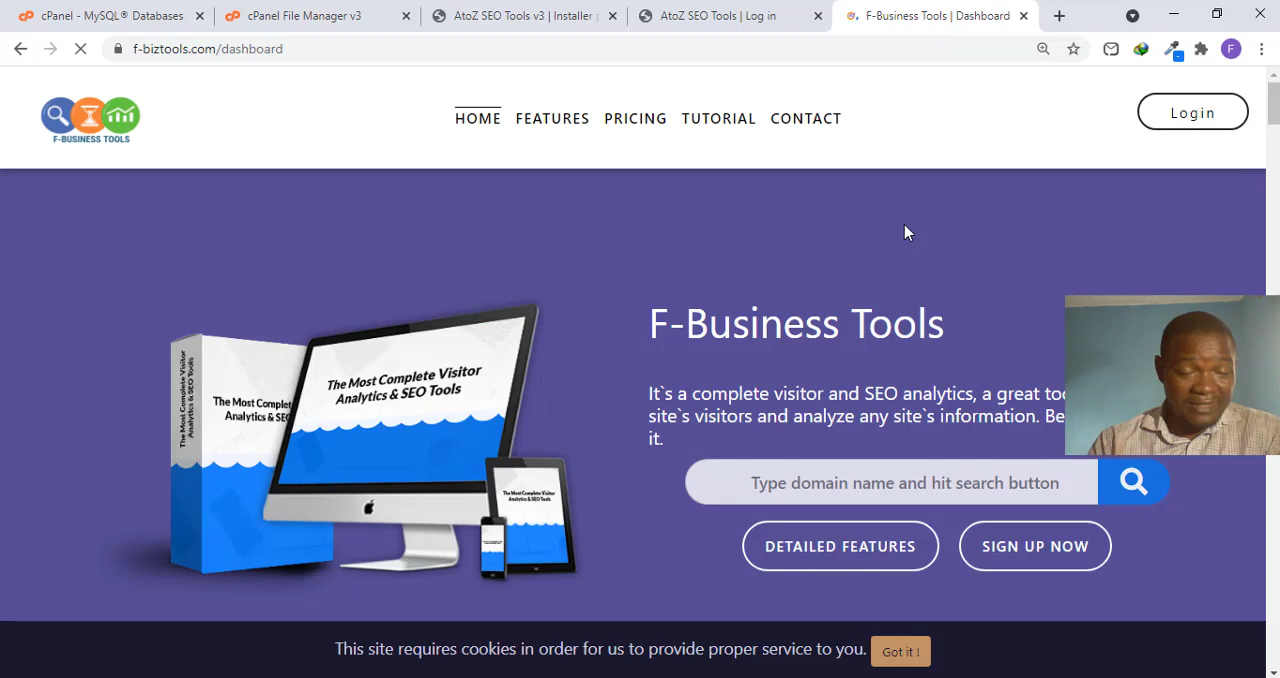 cPanel - MySQL® Databases
cPanel File Manager v3
AtoZ SEO Tools v3 | Installer p
AtoZ SEO Tools | Log in
F-Business Tools | Dashboard
f-biztools.com/dashboard
F
F-BUSINESS TOOLS
HOME FEATURES PRICING TUTORIAL CONTACT
Login
F-Business Tools
It`s a complete visitor and SEO analytics, a great too
site`s visitors and analyze any site`s information. Be
it.
Type domain name and hit search button
DETAILED FEATURES
SIGN UP NOW
The Most Complete Visitor
Analytics & SEO Tools
The Most Complet
Analytics & SEO
The Most Complete Visitor
Analytics & SEO Tools
The Most Complete Visitor
Analytics & SEO Tools
This site requires cookies in order for us to provide proper service to you.
Got it !